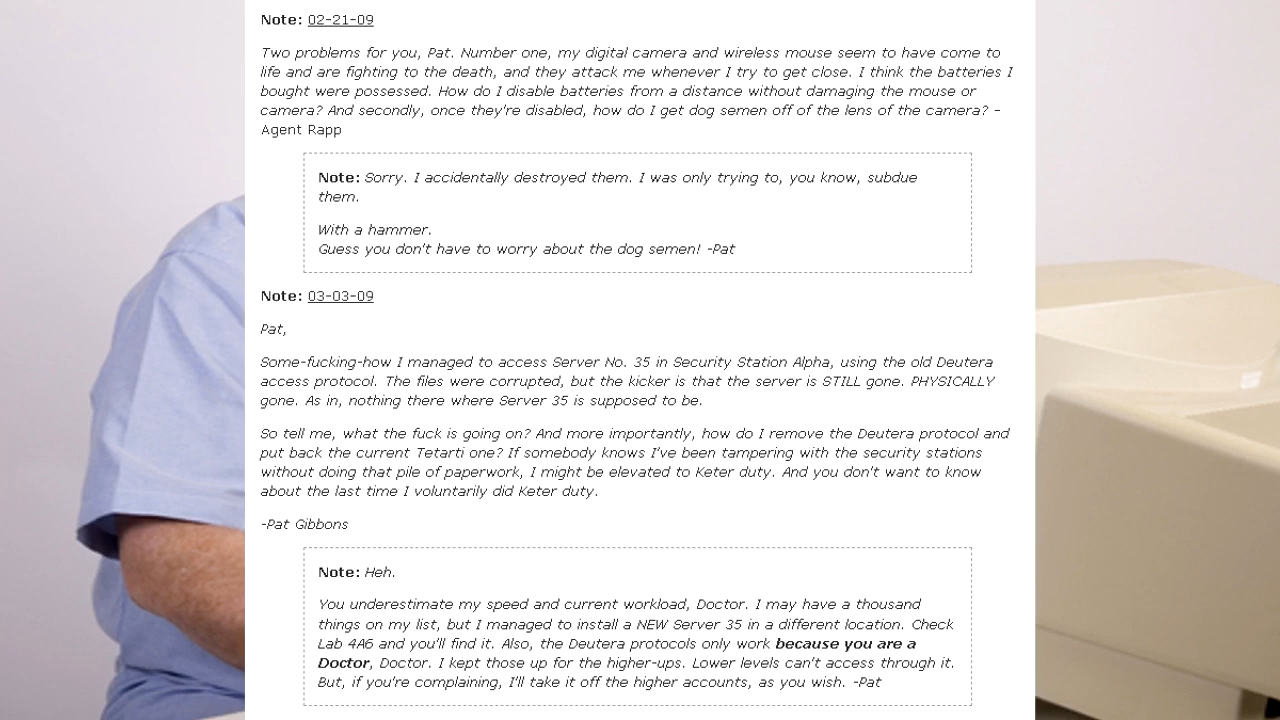 Note: 02-21-09
Two problems for you, Pat. Number one, my digital camera and wireless mouse seem to have come to
life and are fighting to the death, and they attack me whenever I try to get close. I think the batteries I
bought were possessed. How do I disable batteries from a distance without damaging the mouse or
camera? And secondly, once they're disabled, how do I get dog semen off of the lens of the camera? -
Agent Rapp
Note: Sorry. I accidentally destroyed them. I was only trying to, you know, subdue
them.
With a hammer.
Guess you don't have to worry about the dog semen! -Pat
Note: 03-03-09
Pat,
Some-fucking-how I managed to access Server No. 35 in Security Station Alpha, using the old Deutera
access protocol. The files were corrupted, but the kicker is that the server is STILL gone. PHYSICALLY
gone. As in, nothing there where Server 35 is supposed to be.
So tell me, what the fuck is going on? And more importantly, how do I remove the Deutera protocol and
put back the current Tetarti one? If somebody knows I've been tampering with the security stations
without doing that pile of paperwork, I might be elevated to Keter duty. And you don't want to know
about the last time I voluntarily did Keter duty.
-Pat Gibbons
Note: Heh.
You underestimate my speed and current workload, Doctor. I may have a thousand
things on my list, but I managed to install a NEW Server 35 in a different location. Check
Lab 4A6 and you'll find it. Also, the Deutera protocols only work because you are a
Doctor, Doctor. I kept those up for the higher-ups. Lower levels can't access through it.
But, if you're complaining, I'll take it off the higher accounts, as you wish. -Pat